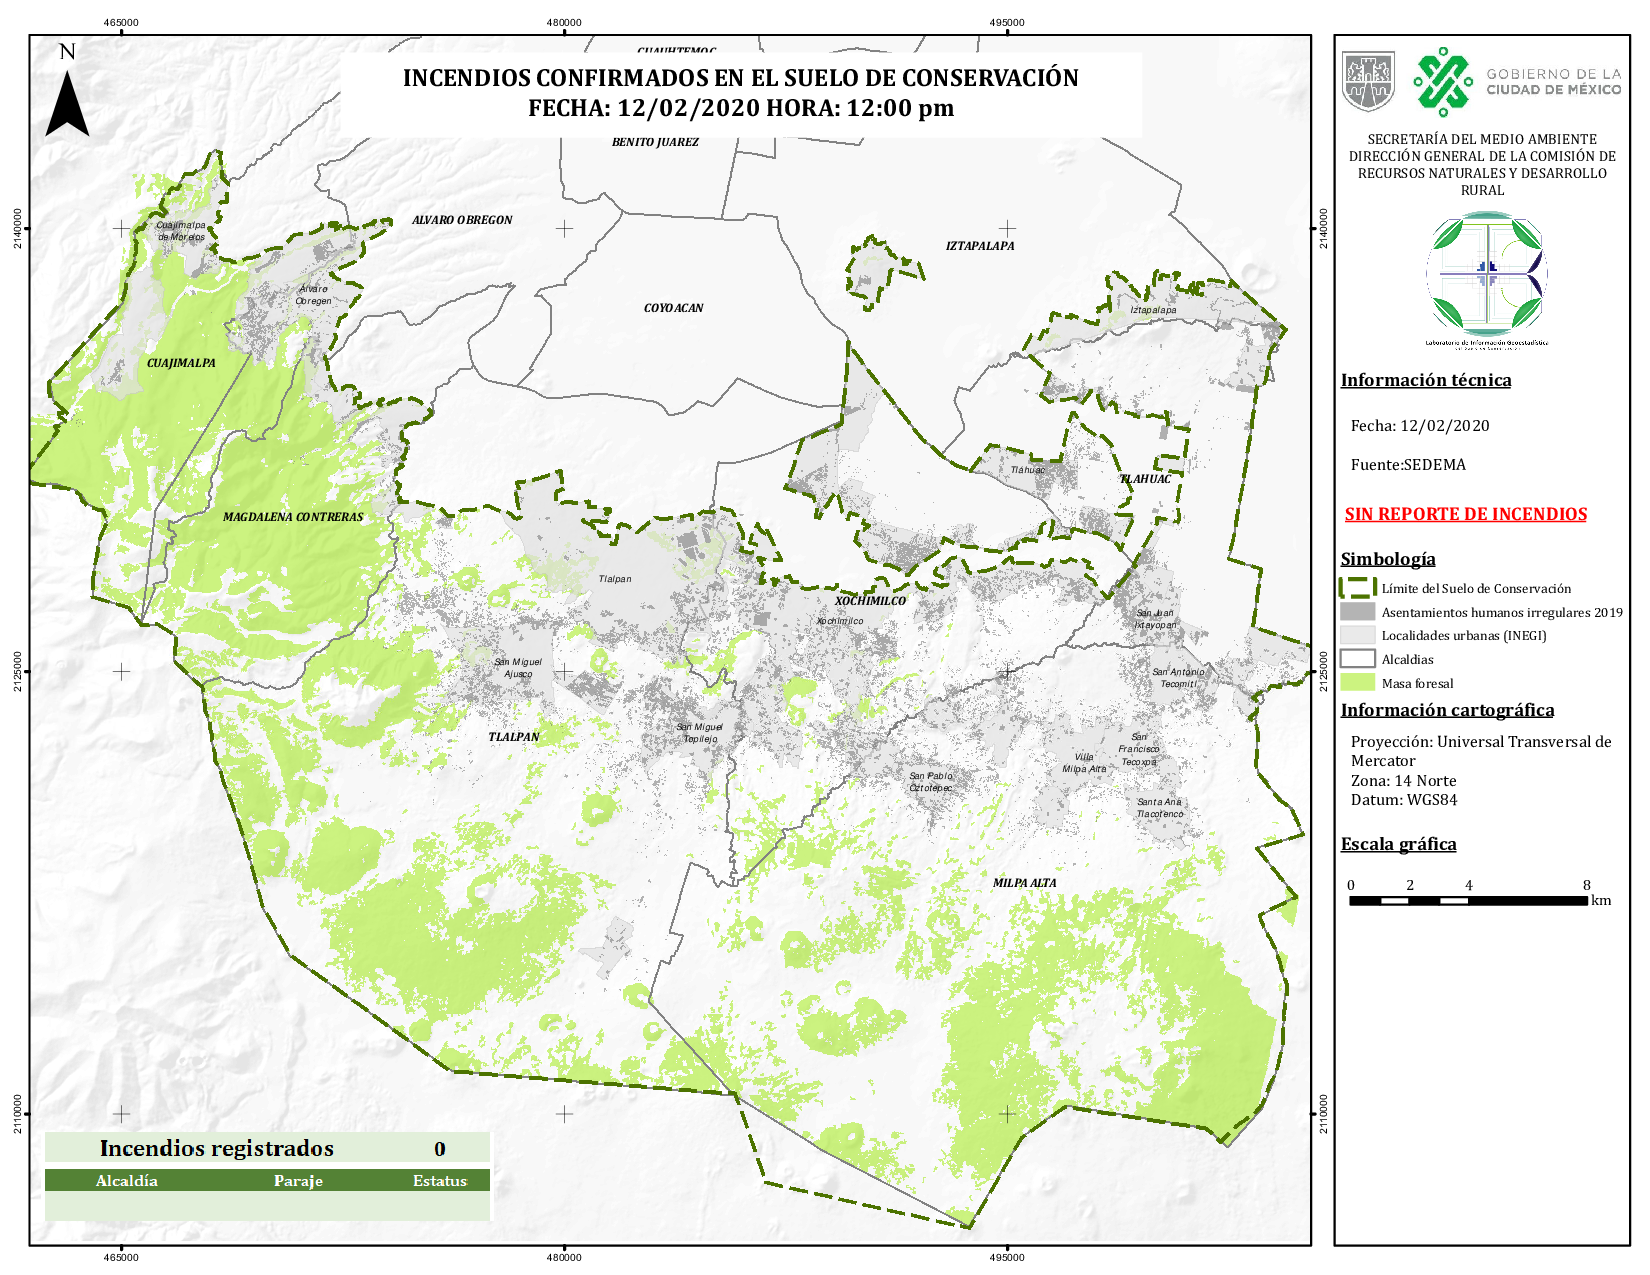 465000
480000
495000
N
CUAUHTEMOC
INCENDIOS CONFIRMADOS EN EL SUELO DE CONSERVACIÓN
FECHA: 12/02/2020 HORA: 12:00 pm
BENITO JUAREZ
ALVARO OBREGON
IZTAPALAPA
Cuajimalpa
de Morelos
2140000
2140000
Álvaro
Obregón
COYOACAN
Iztapalapa
CUAJIMALPA
Tláhuac
TLAHUAC
MAGDALENA CONTRERAS
Tlalpan
XOCHIMILCO
Xochimilco
San Juan
Ixtayopan
San Miguel
Ajusco
2125000
2125000
San Antonio
Tecomitl
San Miguel
Topilejo
TLALPAN
San
Francisco
Tecoxpa
Villa
Milpa Alta
San Pablo
Oztotepec
Santa Ana
Tlacotenco
MILPA ALTA
2110000
2110000
Incendios registrados 0
Alcaldía Paraje Estatus
465000
480000
495000
GOBIERNO DE LA
CIUDAD DE MÉXICO
SECRETARÍA DEL MEDIO AMBIENTE
DIRECCIÓN GENERAL DE LA COMISIÓN DE
RECURSOS NATURALES Y DESARROLLO
RURAL
Laboratorio de Información Geoestadística
Información técnica
Fecha: 12/02/2020
Fuente:SEDEMA
SIN REPORTE DE INCENDIOS
Simbología
Límite del Suelo de Conservación
Asentamientos humanos irregulares 2019
Localidades urbanas (INEGI)
Alcaldias
Masa foresal
Información cartográfica
Proyección: Universal Transversal de
Mercator
Zona: 14 Norte
Datum: WGS84
Escala gráfica
0 2 4 8
km